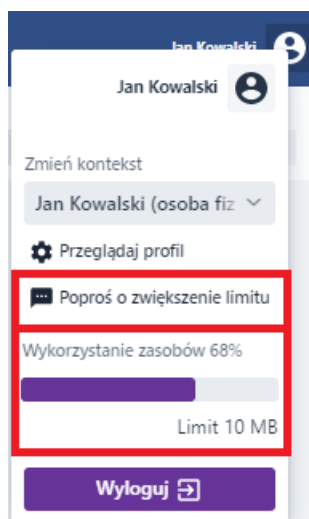 Jan Kowalski
Jan Kowalski
Zmień kontekst
Jan Kowalski (osoba fiz
Przeglądaj profil
Poproś o zwiększenie limitu
Wykorzystanie zasobów 68%
Limit 10 MB
Wyloguj